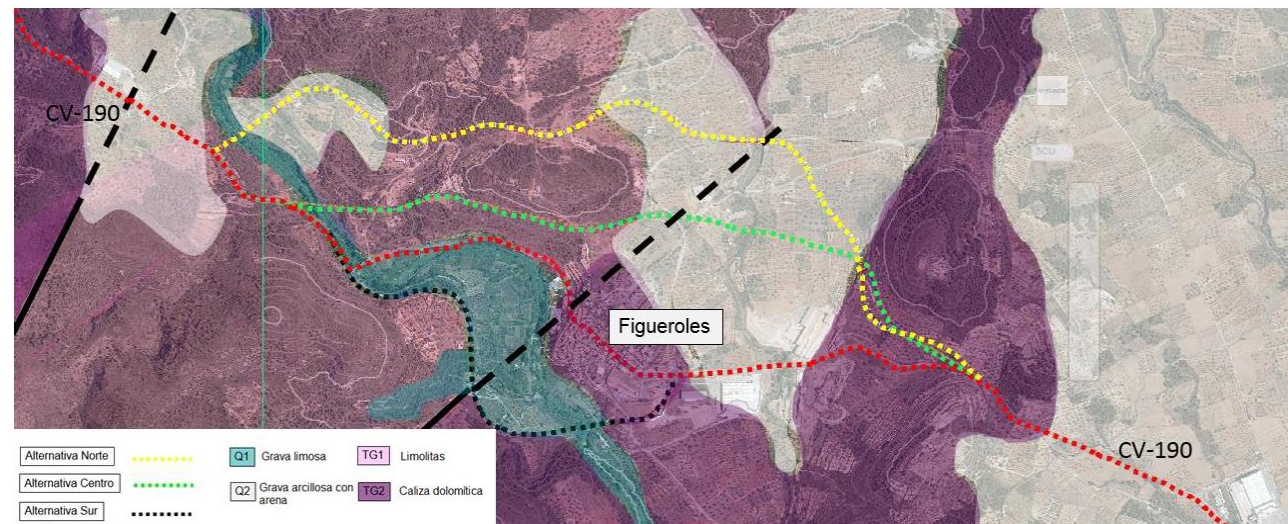 CV-190
Figueroles
CV-190
Alternativa Norte
Alternativa Centro
Alternativa Sur
Q1 Grava limosa
Q2 Grava arcillosa con
arena
TG1 Limolitas
TG2 Caliza dolomítica